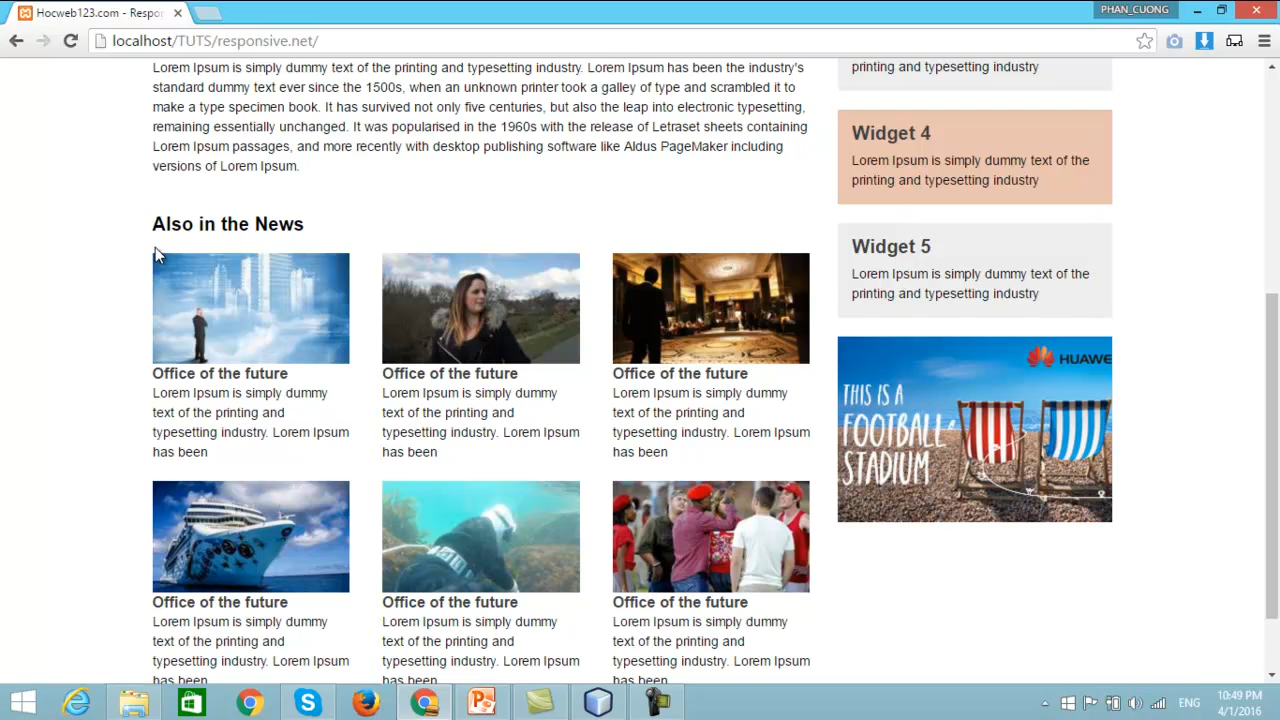 Hocweb123.com - Respo
PHAN_CUONG
localhost/TUTS/responsive.net/
Lorem Ipsum is simply dummy text of the printing and typesetting industry. Lorem Ipsum has been the industry's
standard dummy text ever since the 1500s, when an unknown printer took a galley of type and scrambled it to
make a type specimen book. It has survived not only five centuries, but also the leap into electronic typesetting,
remaining essentially unchanged. It was popularised in the 1960s with the release of Letraset sheets containing
Lorem Ipsum passages, and more recently with desktop publishing software like Aldus PageMaker including
versions of Lorem Ipsum.
Also in the News
Office of the future
Lorem Ipsum is simply dummy
text of the printing and
typesetting industry. Lorem Ipsum
has been
Office of the future
Lorem Ipsum is simply dummy
text of the printing and
typesetting industry. Lorem Ipsum
has been
Office of the future
Lorem Ipsum is simply dummy
text of the printing and
typesetting industry. Lorem Ipsum
has been
Office of the future
Lorem Ipsum is simply dummy
text of the printing and
typesetting industry. Lorem Ipsum
has been
Office of the future
Lorem Ipsum is simply dummy
text of the printing and
typesetting industry. Lorem Ipsum
has been
Office of the future
Lorem Ipsum is simply dummy
text of the printing and
typesetting industry. Lorem Ipsum
has been
printing and typesetting industry
Widget 4
Lorem Ipsum is simply dummy text of the
printing and typesetting industry
Widget 5
Lorem Ipsum is simply dummy text of the
printing and typesetting industry
HUAWE
THIS IS A
FOOTBALL
STADIUM
ENG
10:49 PM
4/1/2016